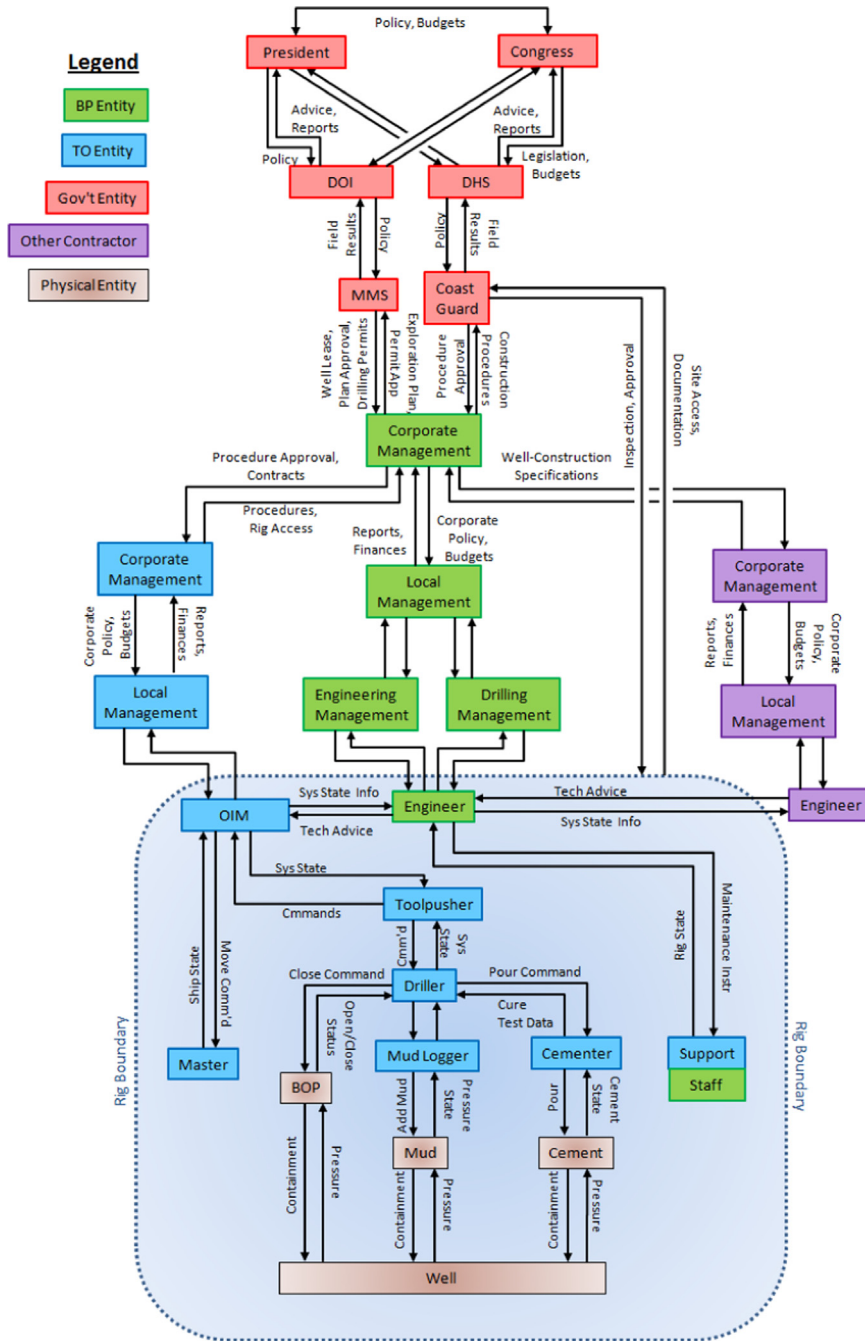 Policy, Budgets
President
Congress
Legend
BP Entity
TO Entity
Gov't Entity
Other Contractor
Physical Entity
Advice,
Reports
Advice,
Reports
Policy
Legislation,
Budgets
DOI
DHS
Field
Results
Policy
Policy
Field
Results
MMS
Coast
Guard
Well Lease,
Plan Approval,
Drilling Permits
Exploration Plan,
Permit App
Procedure
Approval
Construction
Procedures
Inspection, Approval
Site Access,
Documentation
Corporate
Management
Procedure Approval,
Contracts
Well-Construction
Specifications
Procedures,
Rig Access
Reports,
Finances
Corporate
Policy,
Budgets
Corporate
Management
Local
Management
Corporate
Management
Corporate
Policy,
Budgets
Reports,
Finances
Reports,
Finances
Corporate
Policy,
Budgets
Local
Management
Engineering
Management
Drilling
Management
Local
Management
OIM
Sys State Info
Tech Advice
Engineer
Tech Advice
Sys State Info
Engineer
Sys State
Cmmands
Toolpusher
Ship State
Move Comm'd
Comm'd
Sys
State
Rig State
Maintenance Instr
Close Command
Driller
Pour Command
Open/Close
Status
Cure
Test Data
Rig Boundary
Master
BOP
Mud Logger
Cementer
Support
Staff
Rig Boundary
Add Mud
Pressure
State
Pour
Cement
State
Mud
Cement
Containment
Pressure
Containment
Pressure
Containment
Pressure
Well